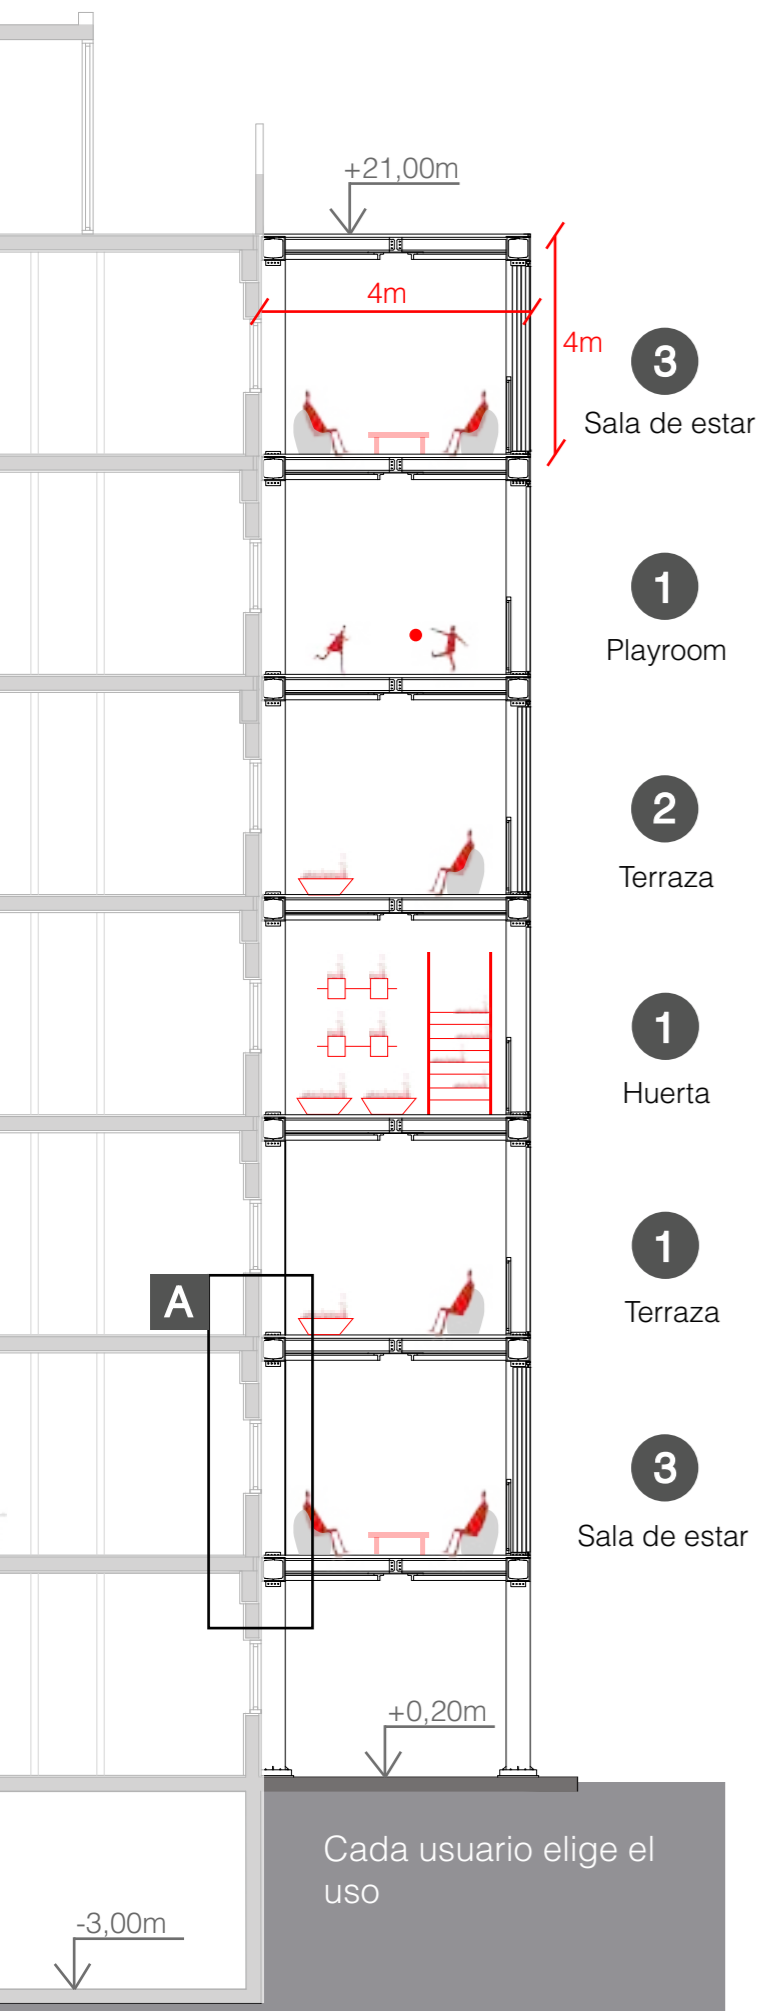 +21,00m
4m
4m
3
Sala de estar
1
Playroom
2
Terraza
1
Huerta
1
Terraza
A
3
Sala de estar
+0,20m
Cada usuario elige el
uso
-3,00m